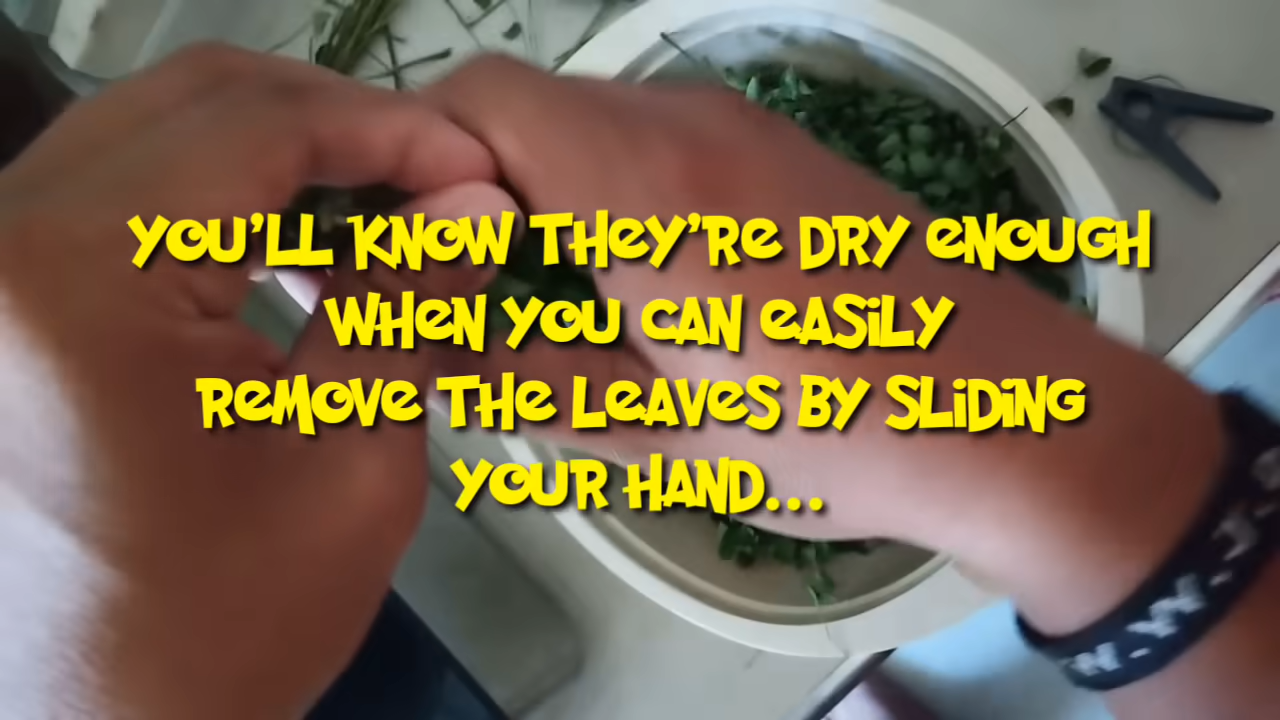 YOU'LL KNOW THEY'RE DRY ENOUGH
WHEN YOU CAN EASILY
REMOVE THE LEAVES BY SLIDING
YOUR HAND...